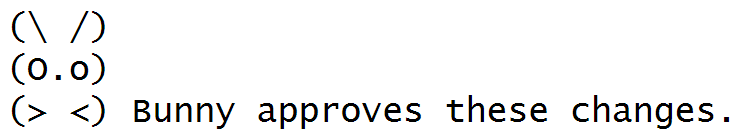 (\ /)
(O.o)
(> <) Bunny approves these changes.